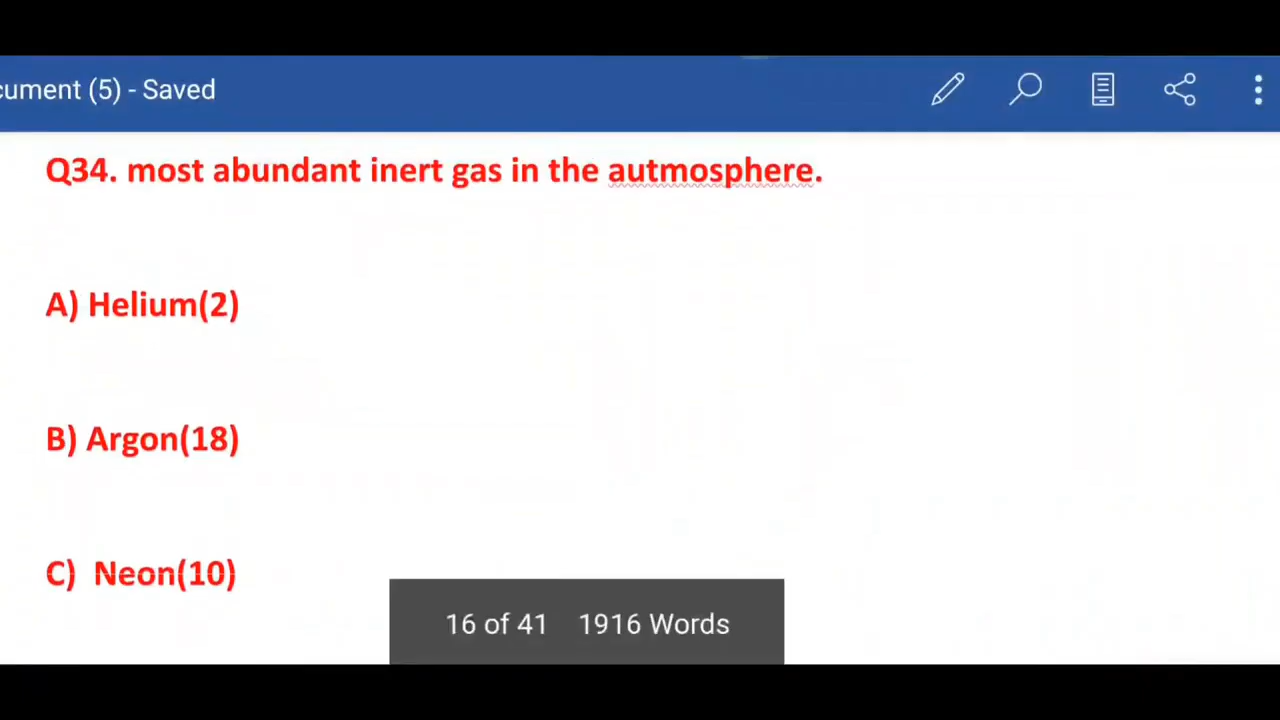 cument (5) - Saved
Q34. most abundant inert gas in the autmosphere.
A) Helium(2)
B) Argon(18)
C) Neon(10)
16 of 41 1916 Words